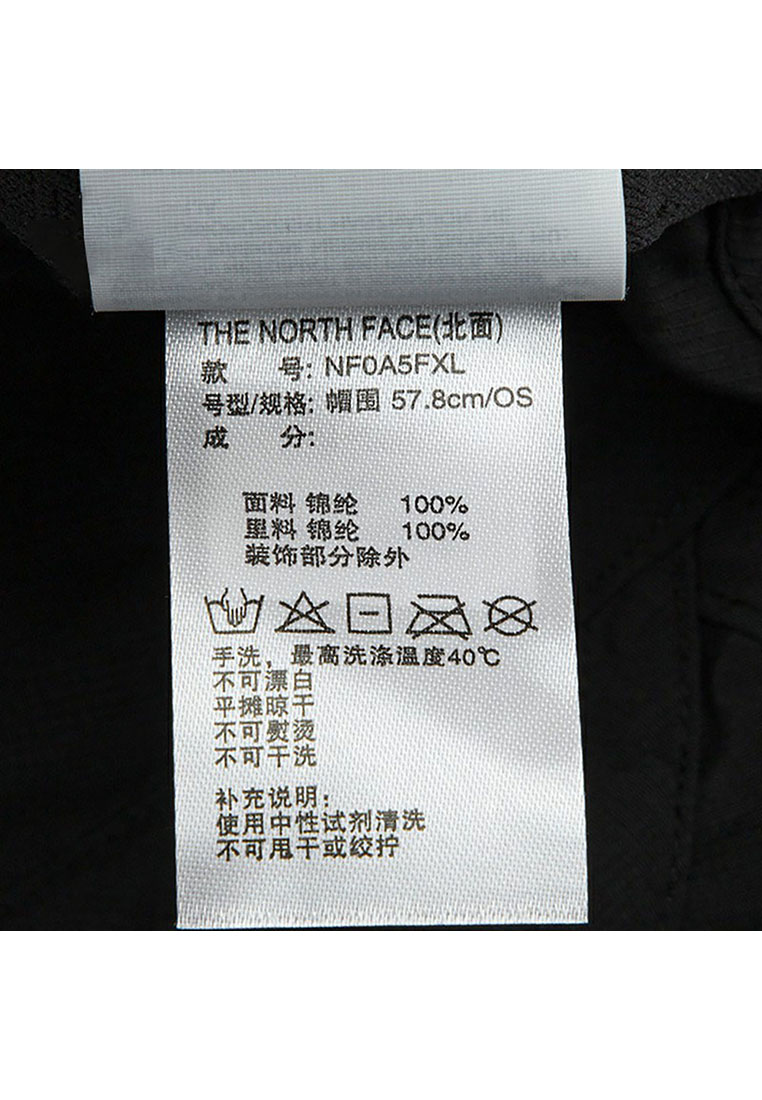 THE NORTH FACE(北面)
款 号: NF0A5FXL
号型/规格: 帽围 57.8cm/OS
成 分:
面料 锦纶 100%
里料 锦纶 100%
装饰部分除外
手洗，最高洗涤温度40℃
不可漂白
平摊晾干
不可熨烫
不可干洗
补充说明:
使用中性试剂清洗
不可甩干或绞拧